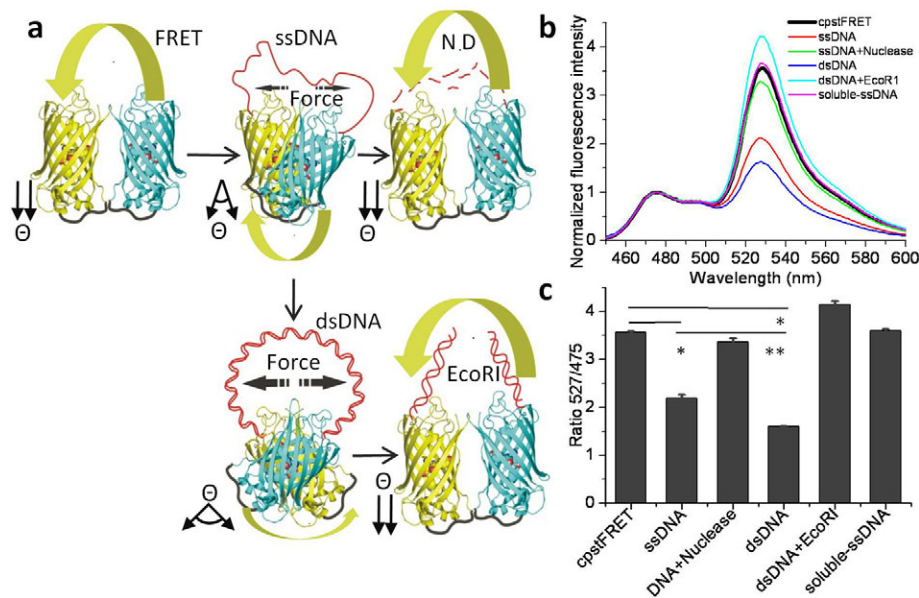 a
FRET
ssDNA
Force
N.D
Θ
Θ
Θ
dsDNA
Force
EcoRI
Θ
Θ
b
Normalized fluorescence intensity
4
3
2
1
0
cpstFRET
ssDNA
ssDNA+Nuclease
dsDNA
dsDNA+EcoR1
soluble-ssDNA
460 480 500 520 540 560 580 600
Wavelength (nm)
c
Ratio 527/475
4
3
2
1
0
*
*
**
cpstFRET
ssDNA
DNA+Nuclease
dsDNA
dsDNA+EcoRI
soluble-ssDNA